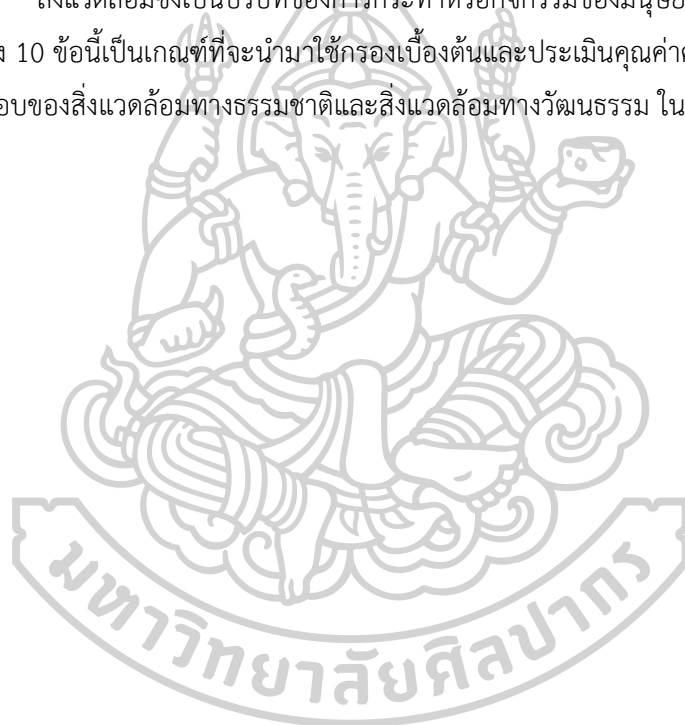 สิ่งแวดล้อมซึ่งเป็นบริบทของการกระทำหรือกิจกรรมของมนุษย์
10 ข้อนี้เป็นเกณฑ์ที่จะนำมาใช้กรองเบื้องต้นและประเมินคุณค่า
ของสิ่งแวดล้อมทางธรรมชาติและสิ่งแวดล้อมทางวัฒนธรรม ใน
มหาวิทยาลัยศิลปากร